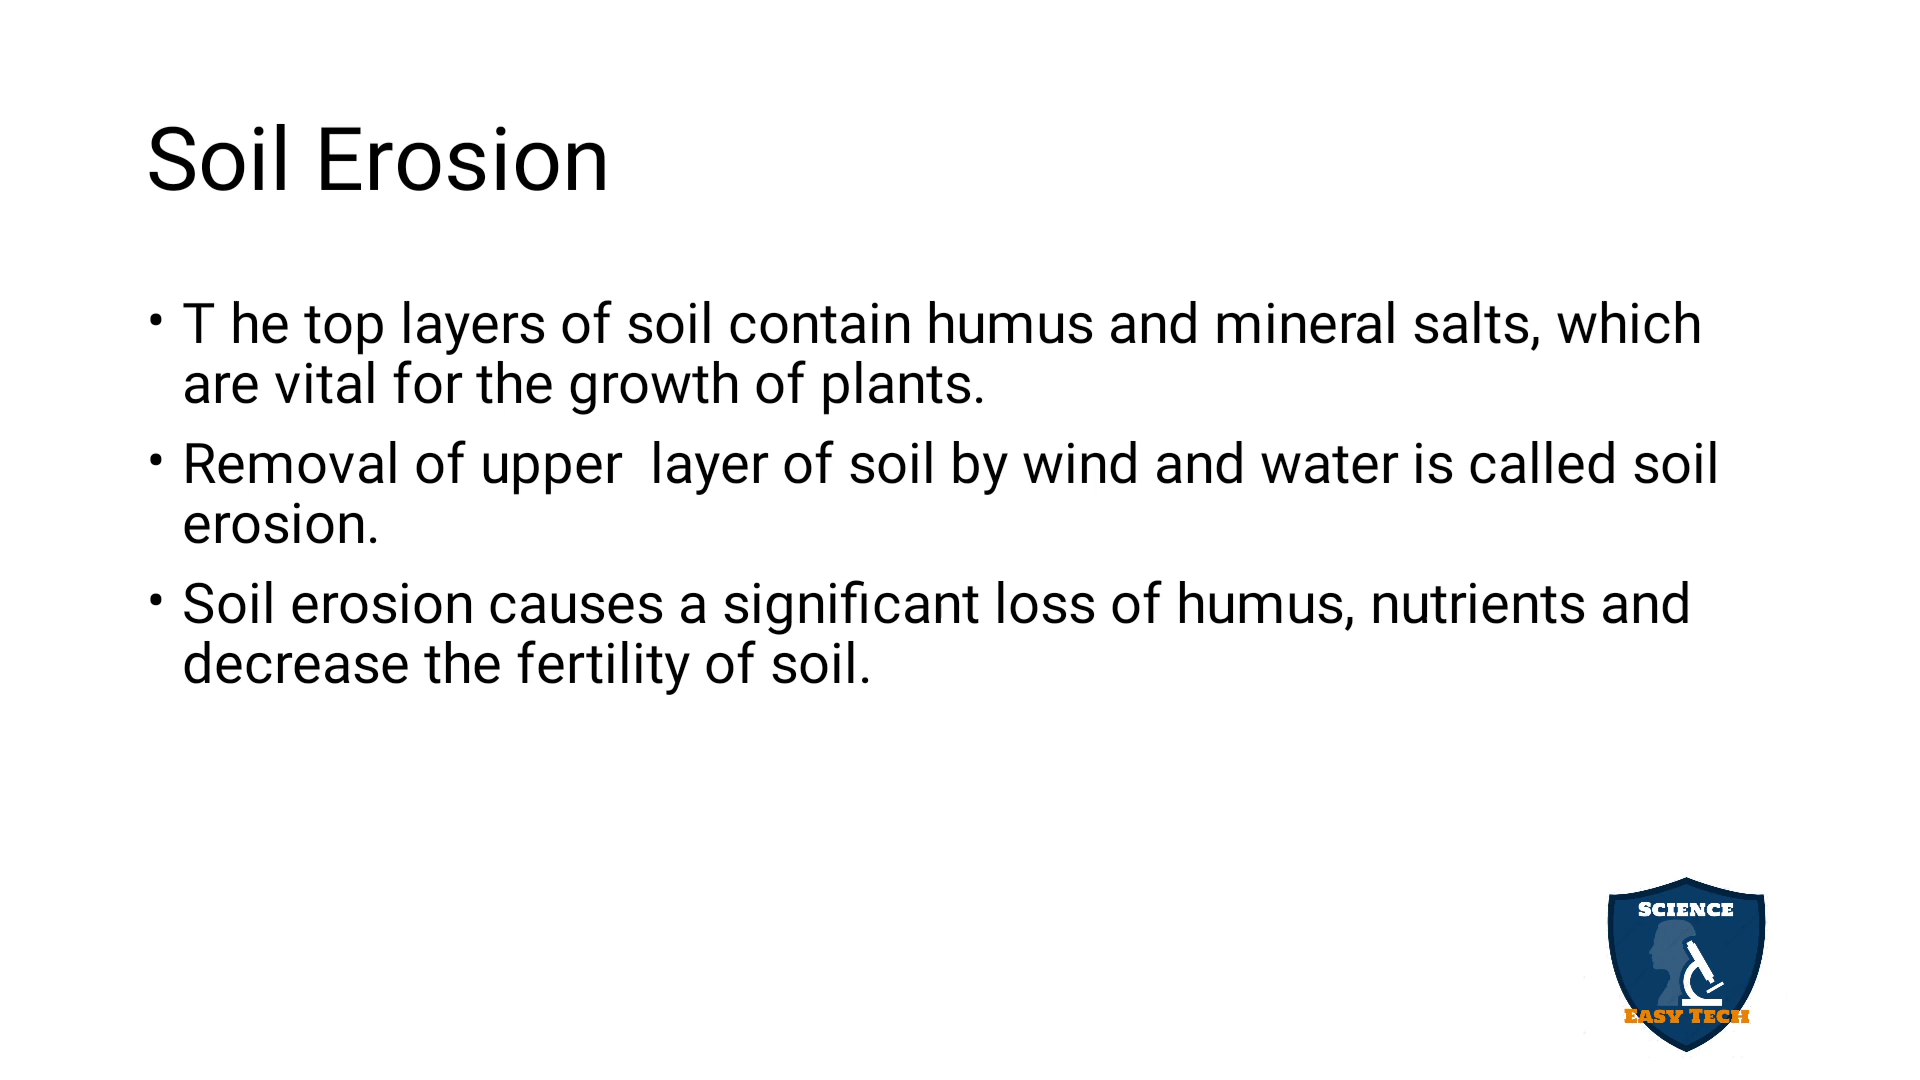 Soil Erosion
• T he top layers of soil contain humus and mineral salts, which
are vital for the growth of plants.
• Removal of upper  layer of soil by wind and water is called soil
erosion.
• Soil erosion causes a significant loss of humus, nutrients and
decrease the fertility of soil.
SCIENCE
EASY TECH